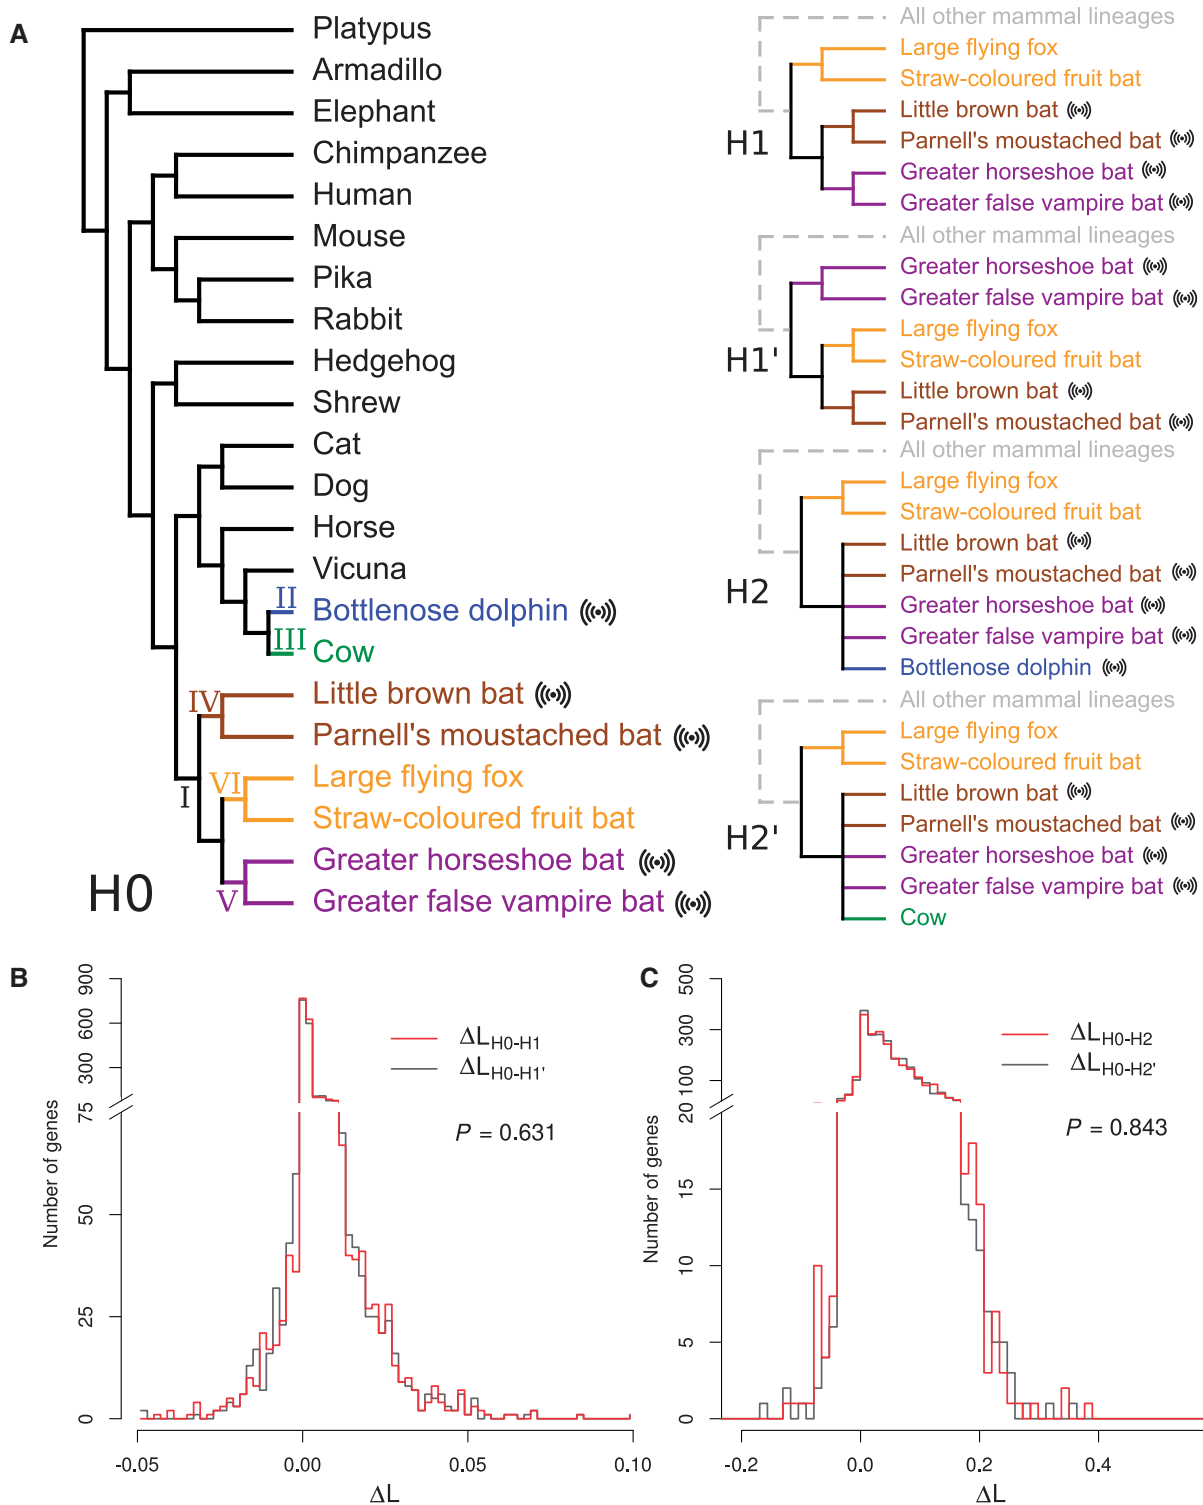 A
Platypus
Armadillo
Elephant
Chimpanzee
Human
Mouse
Pika
Rabbit
Hedgehog
Shrew
Cat
Dog
Horse
Vicuna
II
Bottlenose dolphin
III
Cow
IV
Little brown bat
Parnell's moustached bat
I
VI
Large flying fox
Straw-coloured fruit bat
Greater horseshoe bat
V
Greater false vampire bat
H0
All other mammal lineages
Large flying fox
Straw-coloured fruit bat
Little brown bat
H1
Parnell's moustached bat
Greater horseshoe bat
Greater false vampire bat
All other mammal lineages
Greater horseshoe bat
Greater false vampire bat
Large flying fox
H1'
Straw-coloured fruit bat
Little brown bat
Parnell's moustached bat
All other mammal lineages
Large flying fox
Straw-coloured fruit bat
Little brown bat
Parnell's moustached bat
H2
Greater horseshoe bat
Greater false vampire bat
Bottlenose dolphin
All other mammal lineages
Large flying fox
Straw-coloured fruit bat
Little brown bat
Parnell's moustached bat
H2'
Greater horseshoe bat
Greater false vampire bat
Cow
B
900
600
300
75
50
25
0
Number of genes
ΔL H0-H1
ΔL H0-H1'
P = 0.631
-0.05
0.00
0.05
0.10
ΔL
C
500
300
100
20
15
10
5
0
Number of genes
ΔL H0-H2
ΔL H0-H2'
P = 0.843
-0.2
0.0
0.2
0.4
ΔL